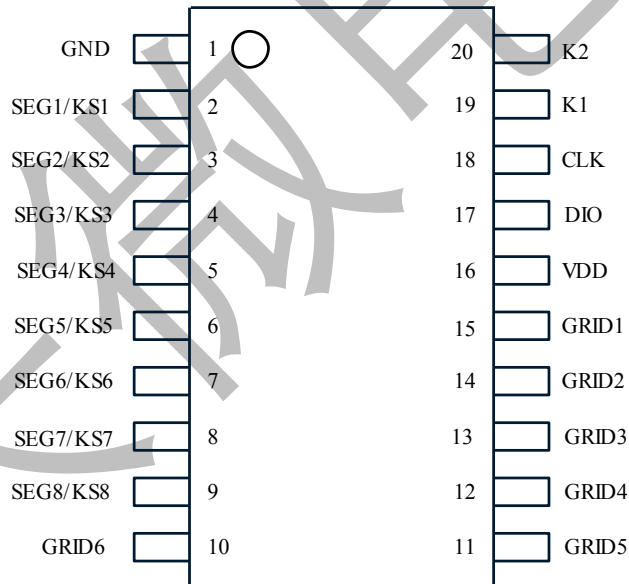 GND 1 20 K2
SEG1/KS1 2 19 K1
SEG2/KS2 3 18 CLK
SEG3/KS3 4 17 DIO
SEG4/KS4 5 16 VDD
SEG5/KS5 6 15 GRID1
SEG6/KS6 7 14 GRID2
SEG7/KS7 8 13 GRID3
SEG8/KS8 9 12 GRID4
GRID6 10 11 GRID5
微